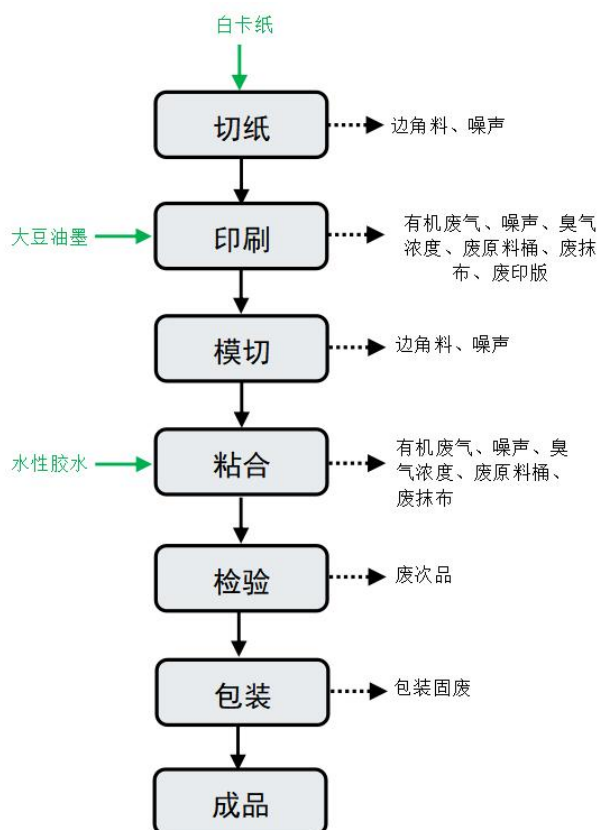 白卡纸
切纸
边角料、噪声
大豆油墨
印刷
有机废气、噪声、臭气
浓度、废原料桶、废抹
布、废印版
模切
边角料、噪声
水性胶水
粘合
有机废气、噪声、臭
气浓度、废原料桶、
废抹布
检验
废次品
包装
包装固废
成品